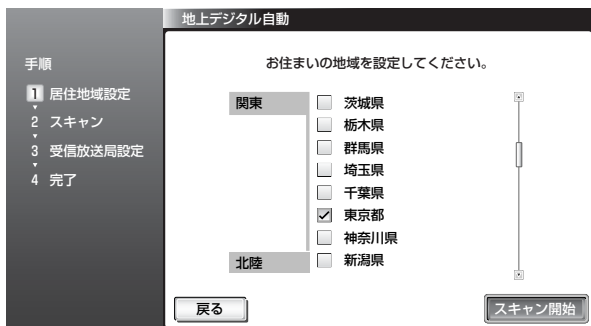 地上デジタル自動
手順
1 居住地域設定
2 スキャン
3 受信放送局設定
4 完了
お住まいの地域を設定してください。
関東
茨城県
栃木県
群馬県
埼玉県
千葉県
東京都
神奈川県
北陸
新潟県
戻る
スキャン開始